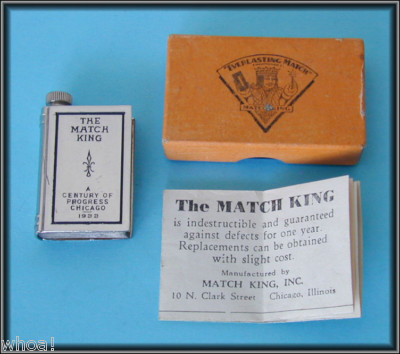 THE
MATCH
KING
A
CENTURY OF
PROGRESS
CHICAGO
"EVERLASTING MATCH"
MATCH KING
The MATCH KING
is indestructible and guaranteed
against defects for one year.
Replacements can be obtained
with slight cost.
Manufactured by
MATCH KING, INC.
10 N. Clark Street Chicago, Illinois
whoa!